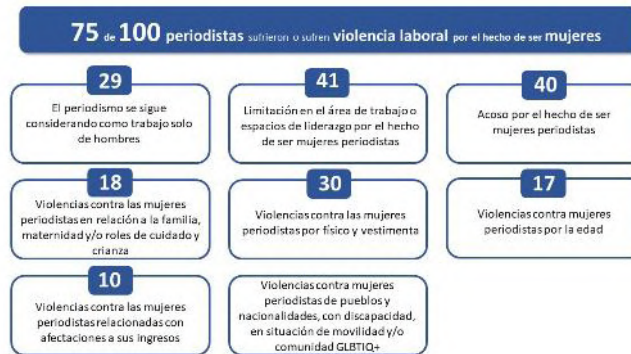 75 de 100 periodistas sufrieron o sufren violencia laboral por el hecho de ser mujeres
29
El periodismo se sigue
considerando como trabajo solo
de hombres
41
Limitación en el área de trabajo o
espacios de liderazgo por el hecho
de ser mujeres periodistas
40
Acoso por el hecho de ser
mujeres periodistas
18
Violencias contra las mujeres
periodistas en relación a la familia,
maternidad y/o roles de cuidado y
crianza
30
Violencias contra las mujeres
periodistas por físico y vestimenta
17
Violencias contra mujeres
periodistas por la edad
10
Violencias contra las mujeres
periodistas relacionadas con
afectaciones a sus ingresos
Violencias contra mujeres
periodistas de pueblos y
nacionalidades, con discapacidad,
en situación de movilidad y/o
comunidad GLBTIQ+